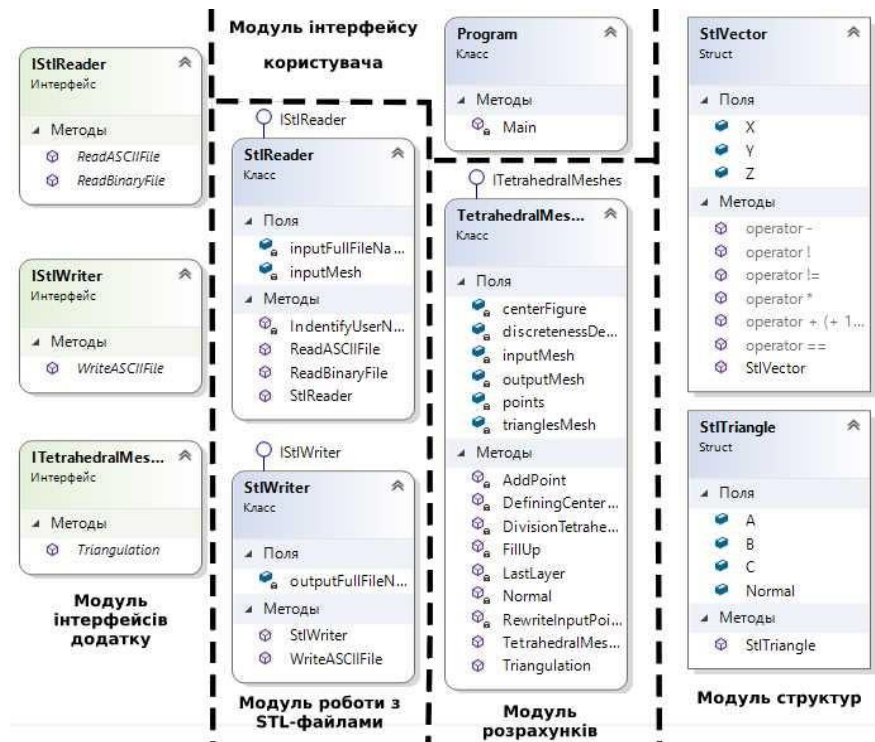 IStlReader
Интерфейс
Методы
ReadASCIIFile
ReadBinaryFile
IStlWriter
Интерфейс
Методы
WriteASCIIFile
ITetrahedralMes...
Интерфейс
Методы
Triangulation
Модуль
інтерфейсів
додатку
Модуль інтерфейсу
користувача
IStlReader
StlReader
Класс
Поля
inputFullFileNa...
inputMesh
Методы
IndentifyUserN...
ReadASCIIFile
ReadBinaryFile
StlReader
IStlWriter
StlWriter
Класс
Поля
outputFullFileN...
Методы
StlWriter
WriteASCIIFile
Модуль роботи з
STL-файлами
Program
Класс
Методы
Main
ITetrahedralMeshes
TetrahedralMes...
Класс
Поля
centerFigure
discretenessDe...
inputMesh
outputMesh
points
trianglesMesh
Методы
AddPoint
DefiningCenter...
DivisionTetrahe...
FillUp
LastLayer
Normal
RewriteInputPoi...
TetrahedralMes...
Triangulation
Модуль
розрахунків
StlVector
Struct
Поля
X
Y
Z
Методы
operator -
operator !
operator !=
operator *
operator + (+ 1...
operator ==
StlVector
StlTriangle
Struct
Поля
A
B
C
Normal
Методы
StlTriangle
Модуль структур